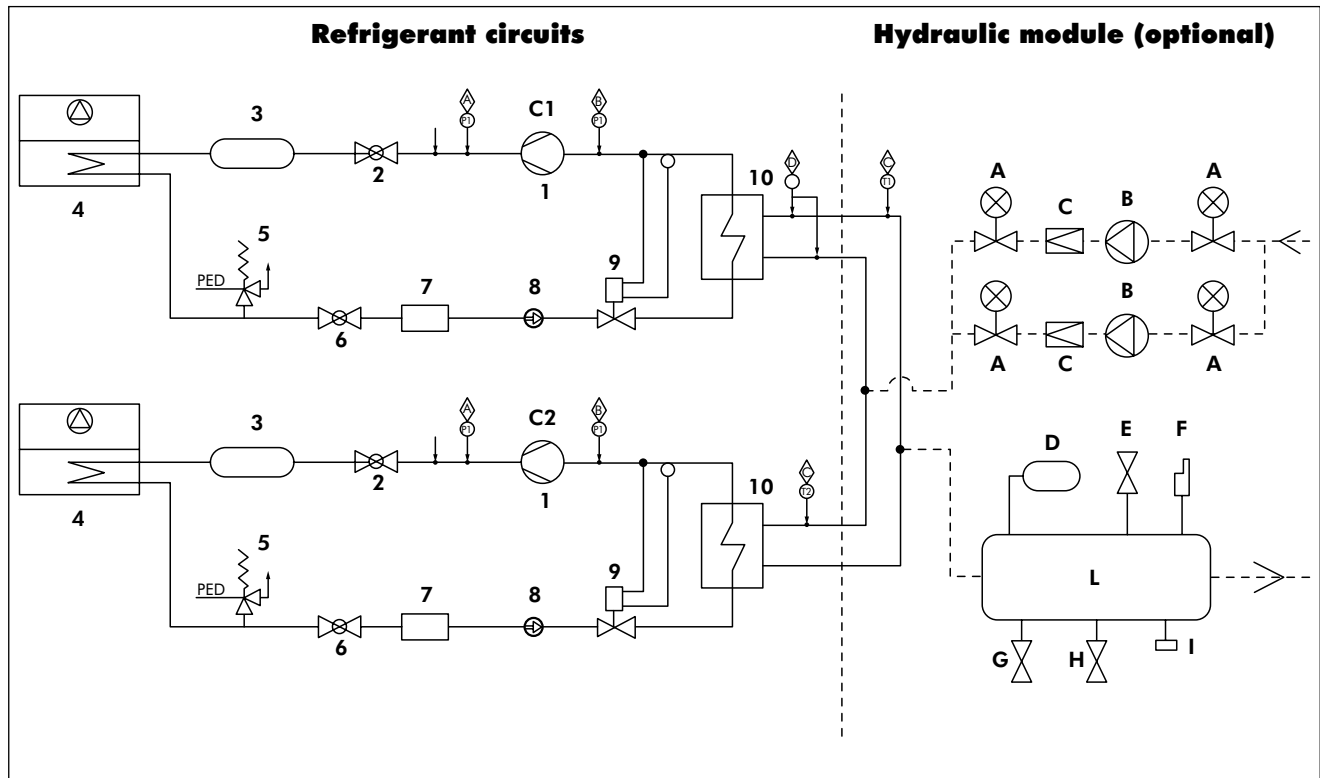 Refrigerant circuits
Hydraulic module (optional)
A
P1
C1
B
P1
3
2
1
4
D
C
T1
10
5
PED
6
7
8
9
A
C
B
A
A
C
B
A
A
P1
C2
B
P1
3
2
1
4
C
T2
10
5
PED
6
7
8
9
D
E
F
L
G
H
I